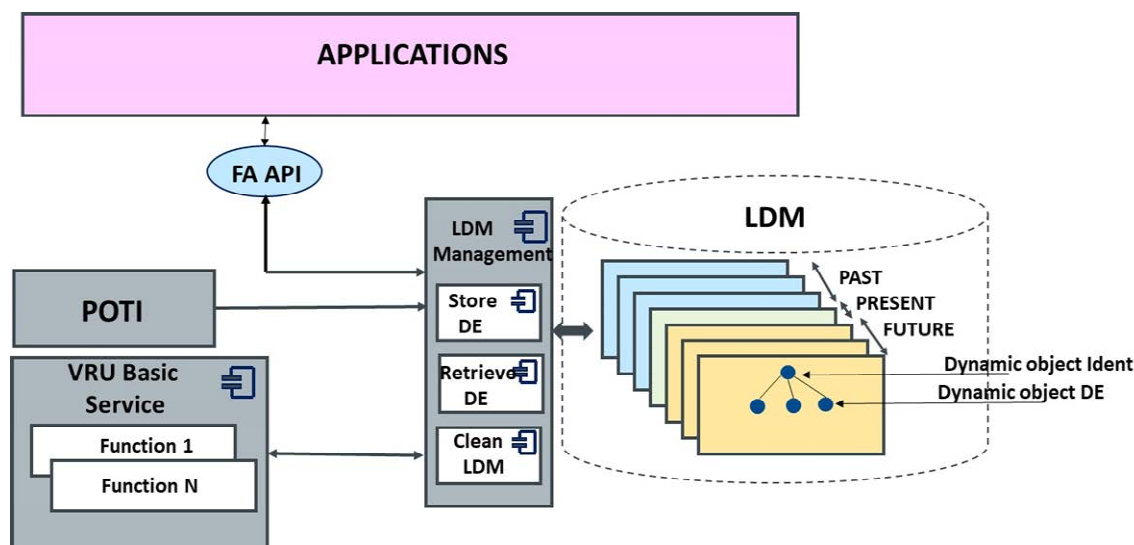 APPLICATIONS
FA API
LDM
Management
Store
DE
Retrieve
DE
Clean
LDM
POTI
VRU Basic
Service
Function 1
Function N
LDM
PAST
PRESENT
FUTURE
Dynamic object Ident
Dynamic object DE